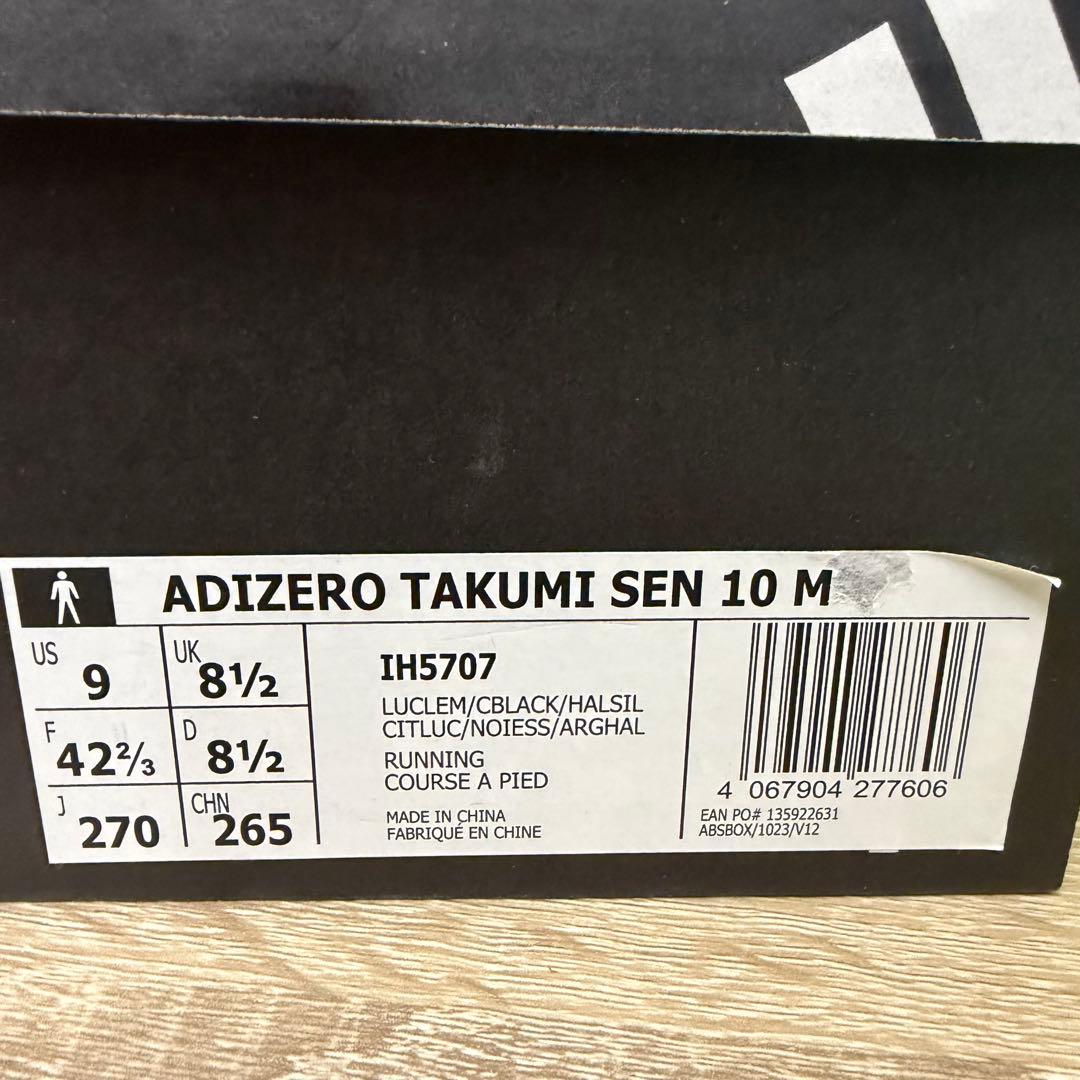 ADIZERO TAKUMI SEN 10 M
US 9
UK 8½
F 42⅔
D 8½
J 270
CHN 265
IH5707
LUCLEM/CBLACK/HALSIL
CITLUC/NOIESS/ARGHAL
RUNNING
COURSE A PIED
MADE IN CHINA
FABRIQUÉ EN CHINE
4 067904 277606
EAN PO# 135922631
ABSBOX/1023/V12